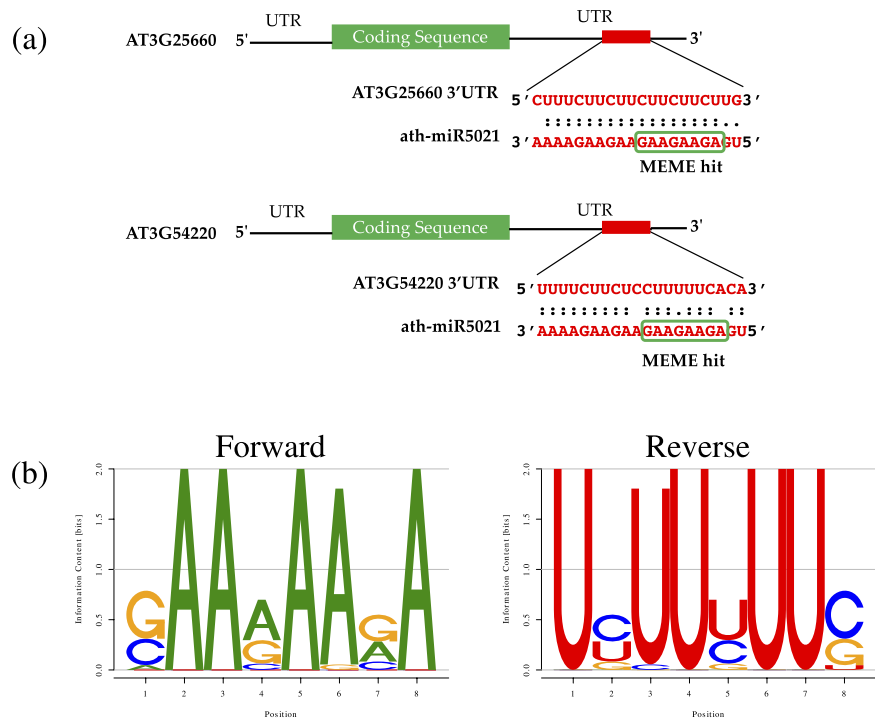 (a)
UTR UTR
AT3G25660 5' Coding Sequence 3'
AT3G25660 3'UTR 5'CUUUCUUCUUCUUCUUCUUG3'
::::::::::::::::::..
ath-miR5021 3'AAAAGAAGAAGAAGAAGAGU5'
MEME hit
UTR UTR
AT3G54220 5' Coding Sequence 3'
AT3G54220 3'UTR 5'UUUUCUUCUCCUUUUUCACA3'
::::::::: :::.::: ::
ath-miR5021 3'AAAAGAAGAAGAAGAAGAGU5'
MEME hit
(b)
Forward Reverse
Information Content [bits]
2.0
1.5
1.0
0.5
0.0
G
C
A
A
A
A
G
C
A
A
G
G
A
C
A
1 2 3 4 5 6 7 8
Position
Information Content [bits]
2.0
1.5
1.0
0.5
0.0
U
C
U
G
U
C
U
U
C
G
U
U
C
G
U
1 2 3 4 5 6 7 8
Position